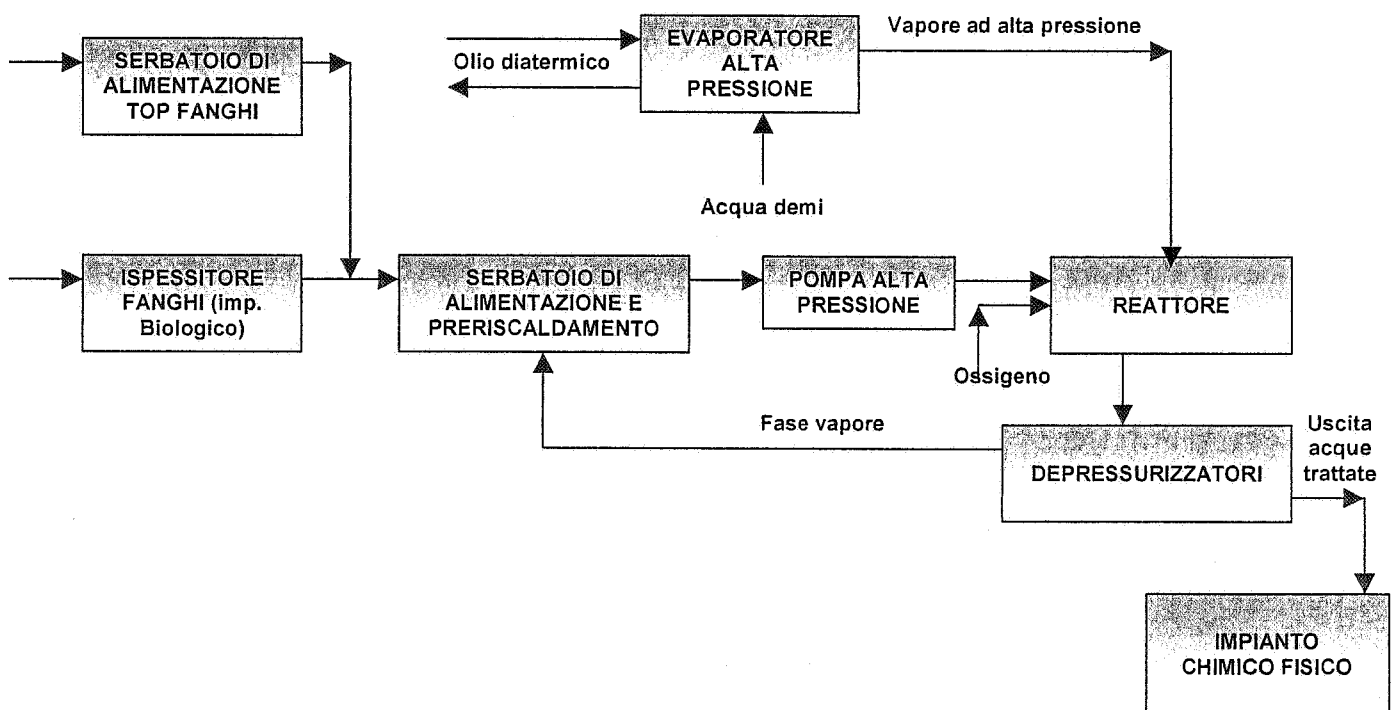 SERBATOIO DI
ALIMENTAZIONE
TOP FANGHI
Olio diatermico
EVAPORATORE
ALTA
PRESSIONE
Vapore ad alta pressione
Acqua demi
ISPESSITORE
FANGHI (imp.
Biologico)
SERBATOIO DI
ALIMENTAZIONE E
PRERISCALDAMENTO
POMPA ALTA
PRESSIONE
REATTORE
Ossigeno
Fase vapore
DEPRESSURIZZATORI
Uscita
acque
trattate
IMPIANTO
CHIMICO FISICO